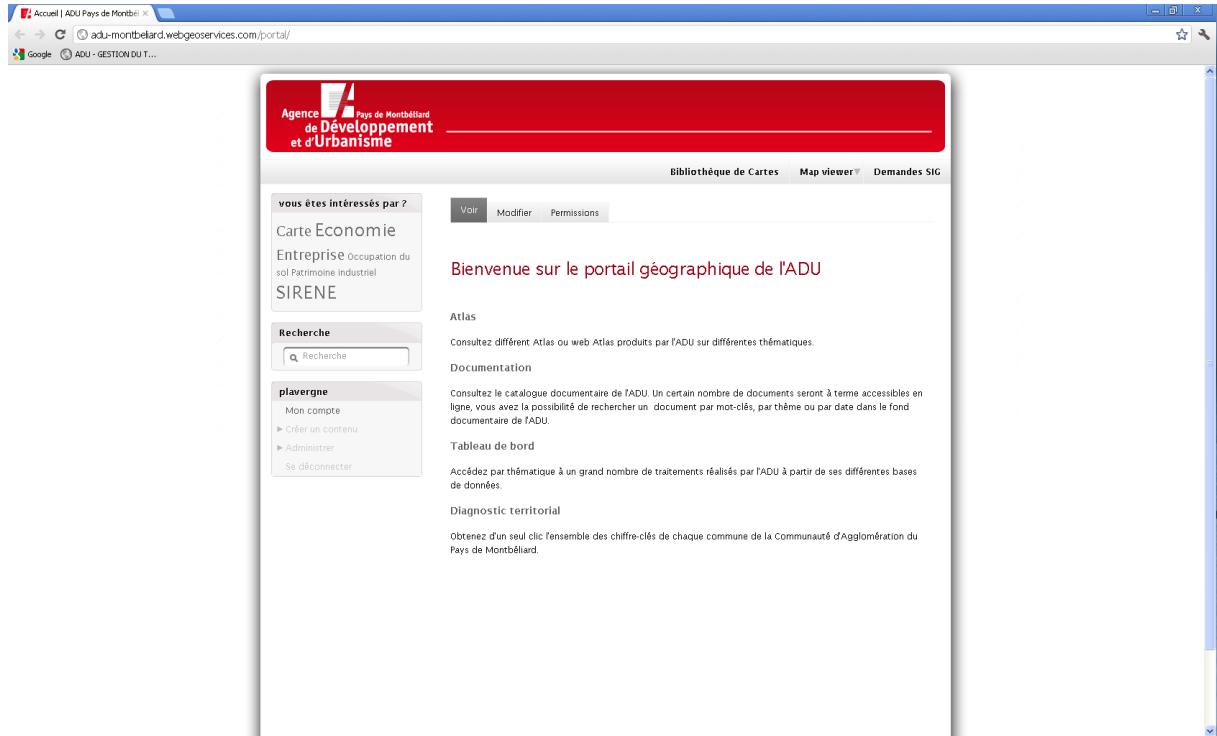 Accueil | ADU Pays de Montbél
adu-montbeliard.webgeoservices.com/portal/
Google ADU - GESTION DU T...
Agence Pays de Montbéliard
de Développement
et d'Urbanisme
Bibliothèque de Cartes Map viewer Demandes SIG
vous êtes intéressés par ?
Carte Economie
Entreprise Occupation du
sol Patrimoine industriel
SIRENE
Recherche
Recherche
plavergne
Mon compte
Créer un contenu
Administrer
Se déconnecter
Voir Modifier Permissions
Bienvenue sur le portail géographique de l'ADU
Atlas
Consultez différent Atlas ou web Atlas produits par l'ADU sur différentes thématiques.
Documentation
Consultez le catalogue documentaire de l'ADU. Un certain nombre de documents seront à terme accessibles en
ligne, vous avez la possibilité de rechercher un document par mot-clés, par thème ou par date dans le fond
documentaire de l'ADU.
Tableau de bord
Accédez par thématique à un grand nombre de traitements réalisés par l'ADU à partir de ses différentes bases
de données.
Diagnostic territorial
Obtenez d'un seul clic l'ensemble des chiffre-clés de chaque commune de la Communauté d'Agglomération du
Pays de Montbéliard.